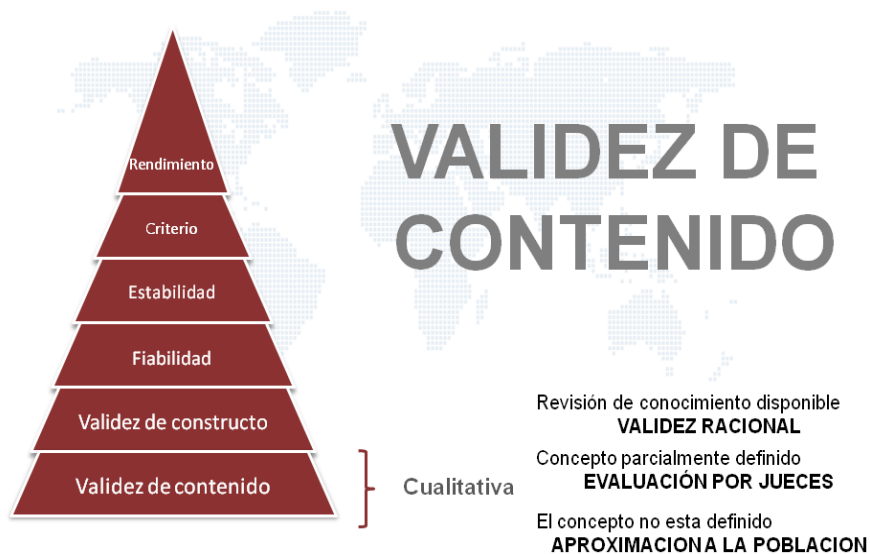 VALIDEZ DE
CONTENIDO
Rendimiento
Criterio
Estabilidad
Fiabilidad
Validez de constructo
Validez de contenido
Cualitativa
Revisión de conocimiento disponible
VALIDEZ RACIONAL
Concepto parcialmente definido
EVALUACIÓN POR JUECES
El concepto no esta definido
APROXIMACION A LA POBLACION